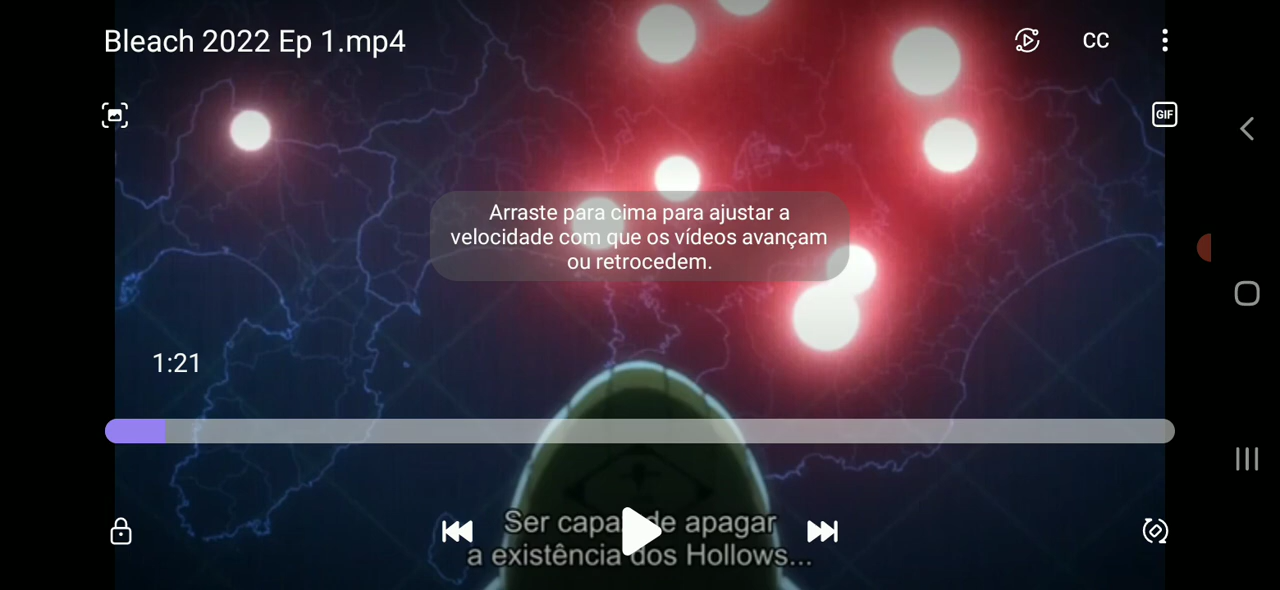 Bleach 2022 Ep 1.mp4
CC
GIF
Arraste para cima para ajustar a
velocidade com que os vídeos avançam
ou retrocedem.
1:21
Ser capaz de apagar
a existência dos Hollows...